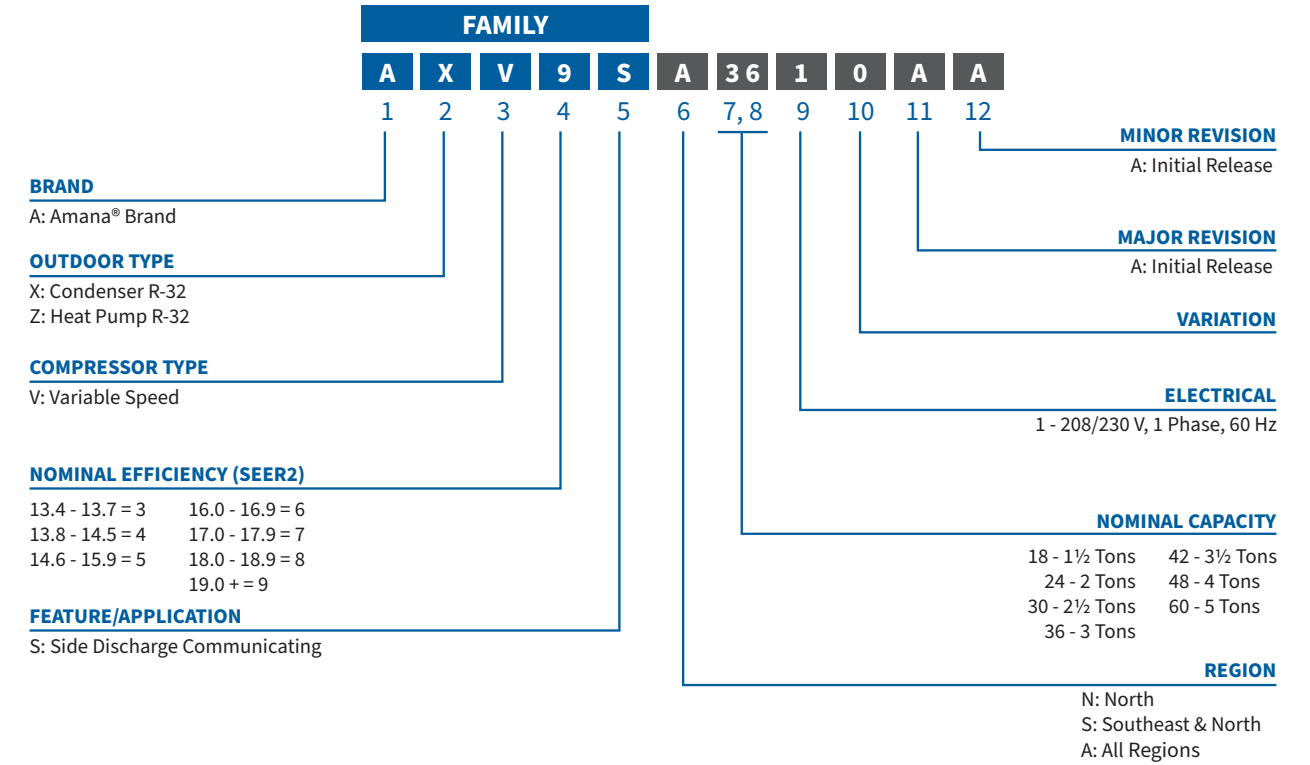 FAMILY
A X V 9 S A 3 6 1 0 A A
1 2 3 4 5 6 7, 8 9 10 11 12
MINOR REVISION
A: Initial Release
BRAND
A: Amana® Brand
MAJOR REVISION
A: Initial Release
OUTDOOR TYPE
X: Condenser R-32
Z: Heat Pump R-32
VARIATION
COMPRESSOR TYPE
V: Variable Speed
ELECTRICAL
1 - 208/230 V, 1 Phase, 60 Hz
NOMINAL EFFICIENCY (SEER2)
13.4 - 13.7 = 3 16.0 - 16.9 = 6
13.8 - 14.5 = 4 17.0 - 17.9 = 7
14.6 - 15.9 = 5 18.0 - 18.9 = 8
19.0 + = 9
NOMINAL CAPACITY
18 - 1½ Tons 42 - 3½ Tons
24 - 2 Tons 48 - 4 Tons
30 - 2½ Tons 60 - 5 Tons
36 - 3 Tons
FEATURE/APPLICATION
S: Side Discharge Communicating
REGION
N: North
S: Southeast & North
A: All Regions